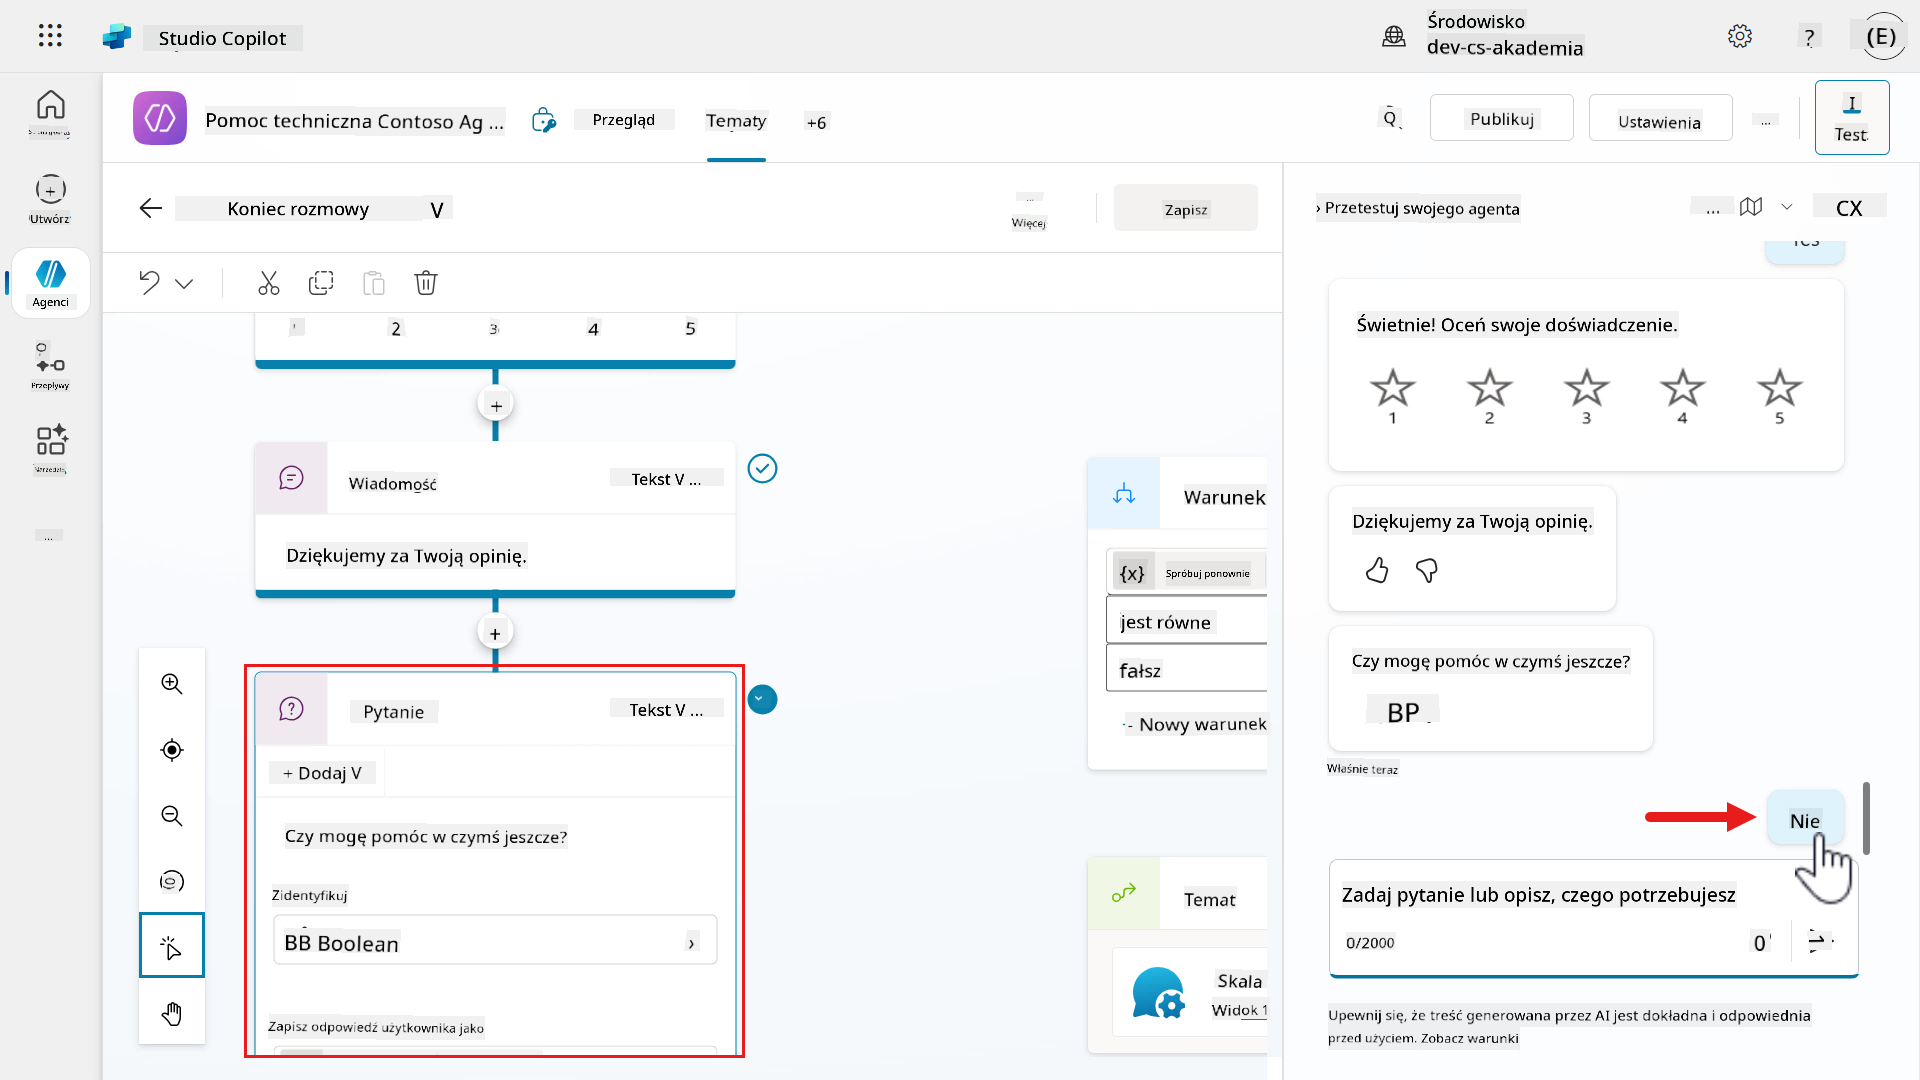 Studio Copilot
Środowisko
dev-cs-akademia
?
(E)
Pomoc techniczna Contoso Ag ...
Przegląd
Tematy
+6
Q
Publikuj
Ustawienia
...
I
Test
Utwórz
Agenci
Przepływy
Narzędzia
...
Koniec rozmowy V
...
Więcej
Zapisz
2 3 4 5
+
Wiadomość
Tekst V ...
Dziękujemy za Twoją opinię.
+
Pytanie
Tekst V ...
+ Dodaj V
Czy mogę pomóc w czymś jeszcze?
Zidentyfikuj
BB Boolean
›
Zapisz odpowiedź użytkownika jako
Warunek
{x} Spróbuj ponownie
jest równe
fałsz
- Nowy warunek
Temat
Skala
Widok 1
› Przetestuj swojego agenta
...
CX
Świetnie! Oceń swoje doświadczenie.
1 2 3 4 5
Dziękujemy za Twoją opinię.
Czy mogę pomóc w czymś jeszcze?
BP
Właśnie teraz
Nie
Zadaj pytanie lub opisz, czego potrzebujesz
0/2000
0
Upewnij się, że treść generowana przez AI jest dokładna i odpowiednia
przed użyciem. Zobacz warunki